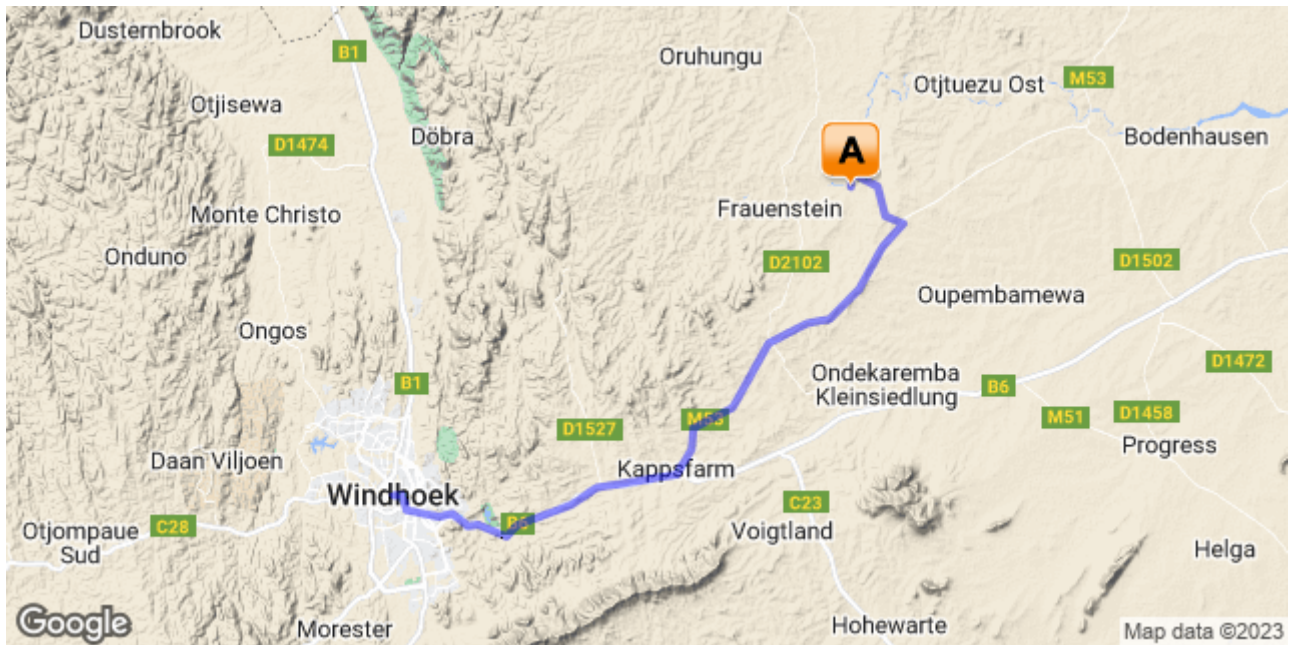 Dusternbrook
B1
Oruhungu
Otjtuezu Ost
M53
Otjisewa
Döbra
Bodenhausen
D1474
A
Monte Christo
Frauenstein
Onduno
D2102
D1502
Oupembamewa
Ongos
B1
Ondekaremba
Kleinsiedlung
B6
D1472
D1527
M53
M51
D1458
Daan Viljoen
Kappsfarm
Progress
Windhoek
C28
B6
C23
Otjompaue
Sud
Voigtland
Helga
Google
Morester
Hohewarte
Map data ©2023